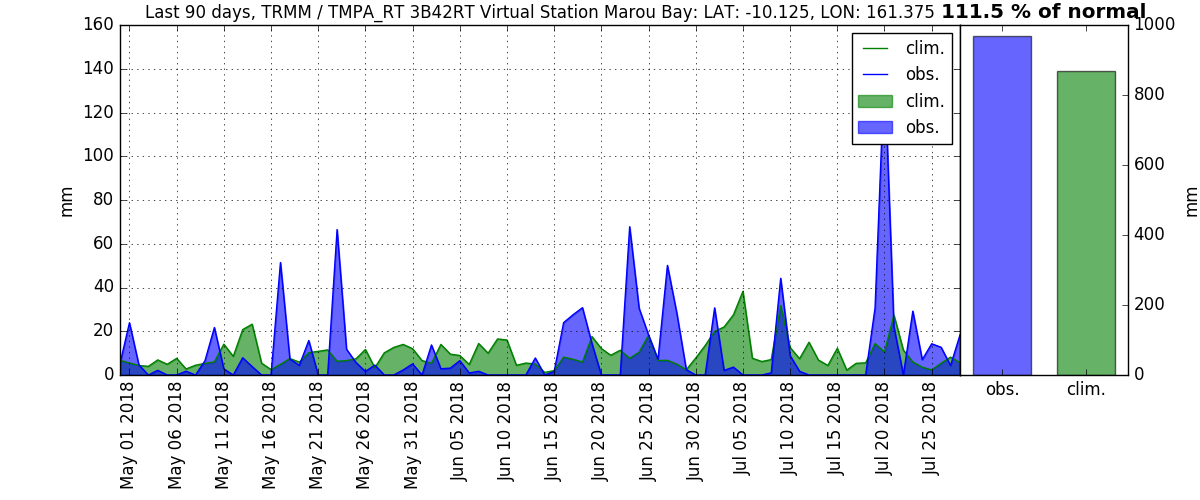 Last 90 days, TRMM / TMPA_RT 3B42RT Virtual Station Marou Bay: LAT: -10.125, LON: 161.375 111.5 % of normal
160
140
120
100
80
60
40
20
0
mm
clim.
obs.
clim.
obs.
1000
800
600
400
200
0
mm
obs.
clim.
May 01 2018
May 06 2018
May 11 2018
May 16 2018
May 21 2018
May 26 2018
May 31 2018
Jun 05 2018
Jun 10 2018
Jun 15 2018
Jun 20 2018
Jun 25 2018
Jun 30 2018
Jul 05 2018
Jul 10 2018
Jul 15 2018
Jul 20 2018
Jul 25 2018